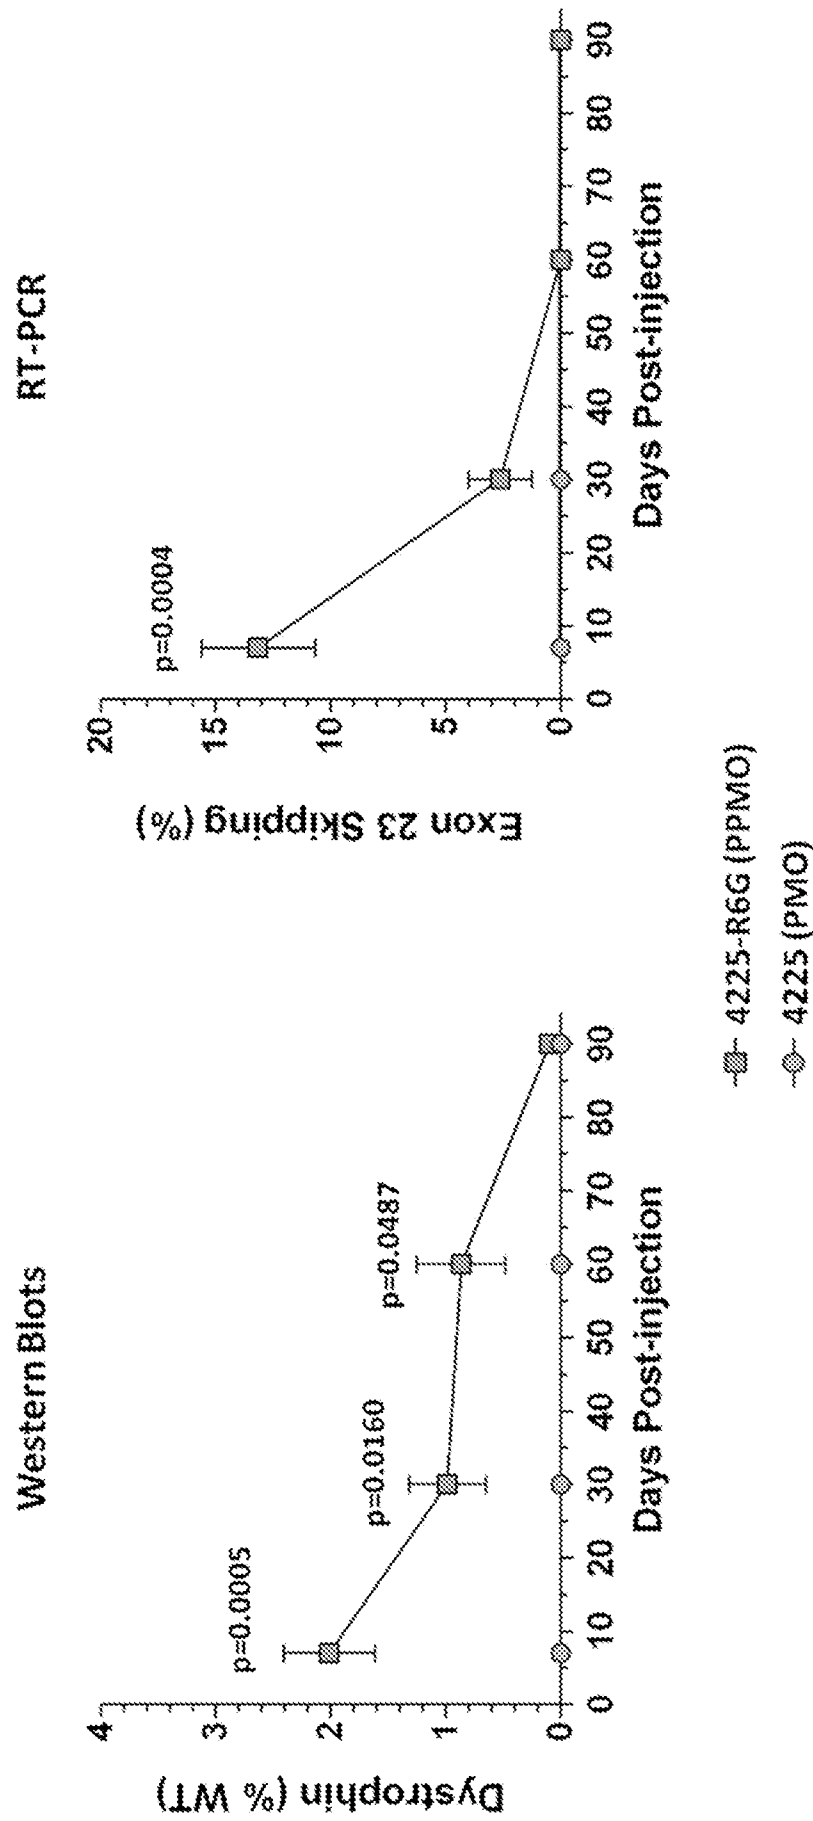 Western Blots
Dystrophin (% WT)
4
3
2
1
0
p=0.0005
p=0.0160
p=0.0487
0 10 20 30 40 50 60 70 80 90
Days Post-injection
RT-PCR
Exon 23 Skipping (%)
20
15
10
5
0
p=0.0004
0 10 20 30 40 50 60 70 80 90
Days Post-injection
4225-R6G (PPMO)
4225 (PMO)